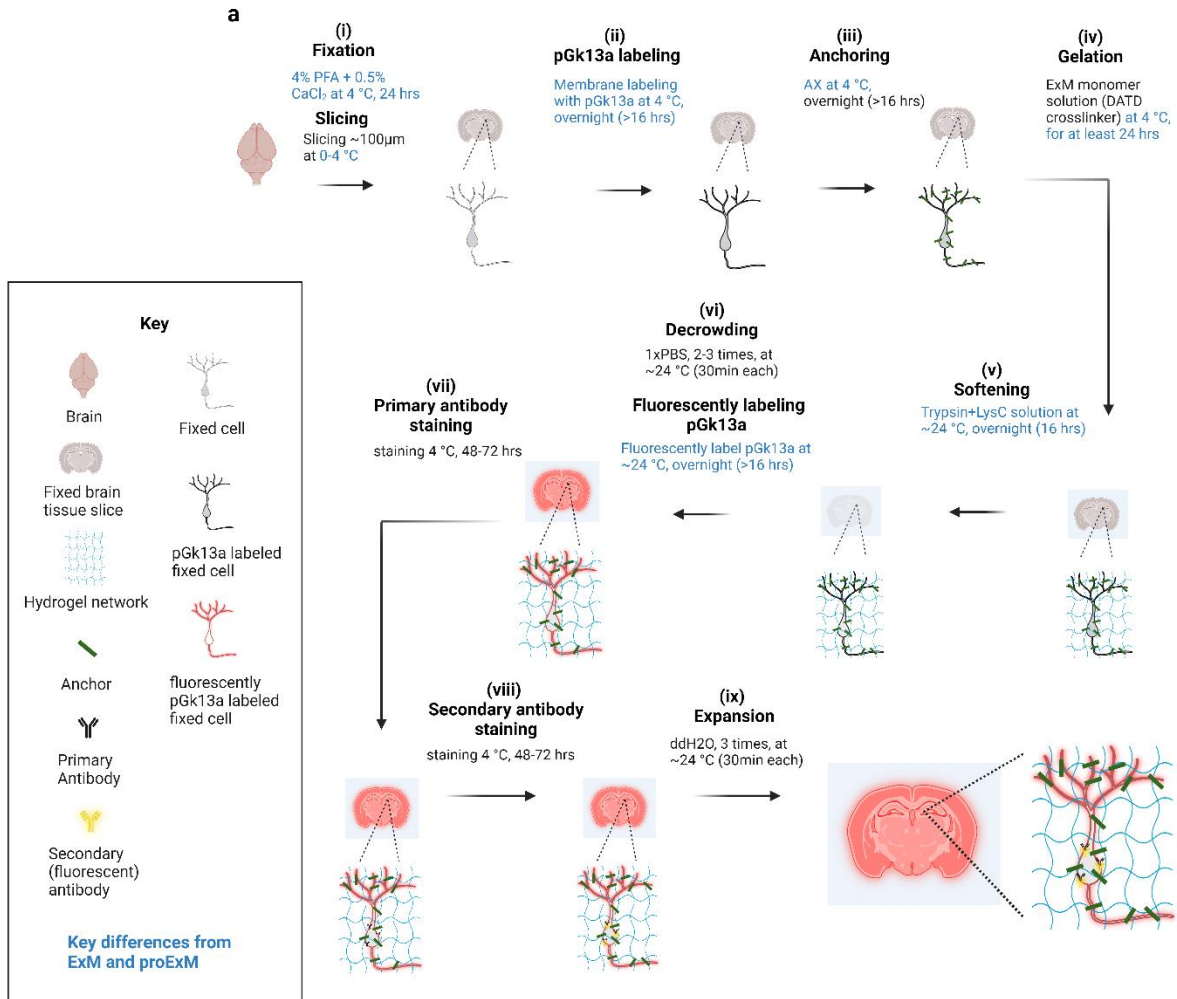 a
(i)
Fixation
4% PFA + 0.5%
CaCl₂ at 4 °C, 24 hrs
Slicing
Slicing ~100µm
at 0-4 °C
(ii)
pGk13a labeling
Membrane labeling
with pGk13a at 4 °C,
overnight (>16 hrs)
(iii)
Anchoring
AX at 4 °C,
overnight (>16 hrs)
(iv)
Gelation
ExM monomer
solution (DATD
crosslinker) at 4 °C,
for at least 24 hrs
(v)
Softening
Trypsin+LysC solution at
~24 °C, overnight (16 hrs)
(vi)
Decrowding
1xPBS, 2-3 times, at
~24 °C (30min each)
Fluorescently labeling
pGk13a
Fluorescently label pGk13a at
~24 °C, overnight (>16 hrs)
(vii)
Primary antibody
staining
staining 4 °C, 48-72 hrs
(viii)
Secondary antibody
staining
staining 4 °C, 48-72 hrs
(ix)
Expansion
ddH2O, 3 times, at
~24 °C (30min each)
Key
Brain
Fixed cell
Fixed brain
tissue slice
pGk13a labeled
fixed cell
Hydrogel network
Anchor
fluorescently
pGk13a labeled
fixed cell
Primary
Antibody
Secondary
(fluorescent)
antibody
Key differences from
ExM and proExM